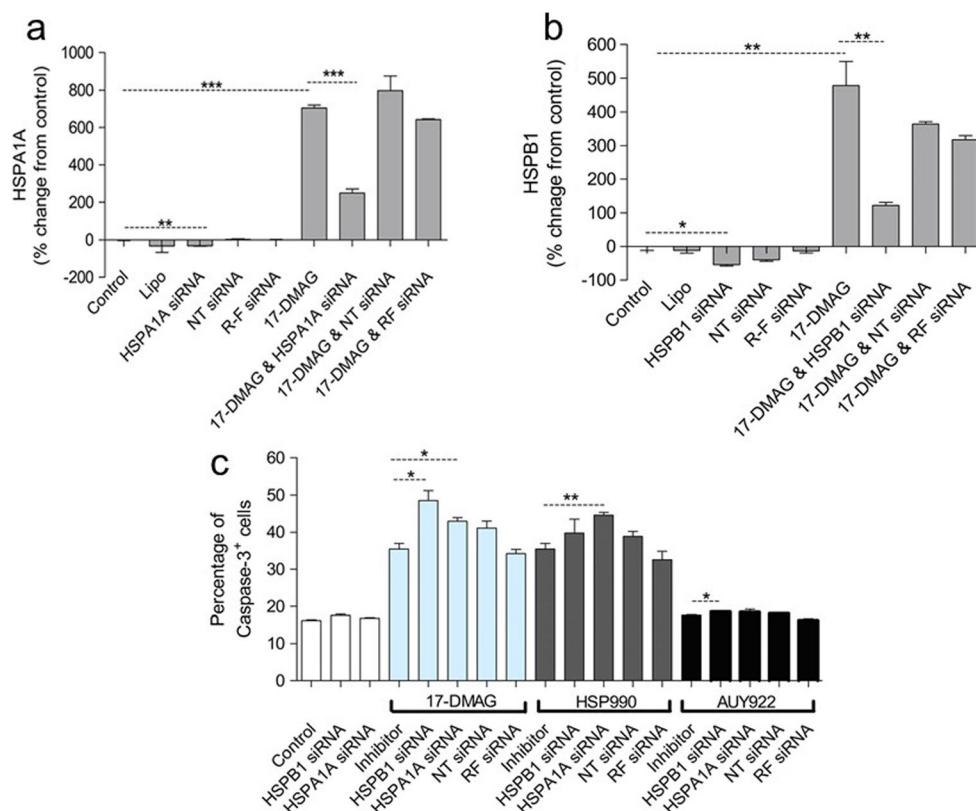 a
HSPA1A
(% change from control)
1000
800
600
400
200
0
-200
***
***
**
Control
Lipo
HSPA1A siRNA
NT siRNA
R-F siRNA
17-DMAG
17-DMAG & HSPA1A siRNA
17-DMAG & NT siRNA
17-DMAG & RF siRNA
b
HSPB1
(% chnage from control)
600
500
400
300
200
100
0
-100
**
**
*
Control
Lipo
HSPB1 siRNA
NT siRNA
R-F siRNA
17-DMAG
17-DMAG & HSPB1 siRNA
17-DMAG & NT siRNA
17-DMAG & RF siRNA
c
Percentage of
Caspase-3+ cells
60
50
40
30
20
10
0
*
*
**
*
17-DMAG
HSP990
AUY922
Control
HSPB1 siRNA
HSPA1A siRNA
Inhibitor
HSPB1 siRNA
HSPA1A siRNA
NT siRNA
RF siRNA
Inhibitor
HSPB1 siRNA
HSPA1A siRNA
NT siRNA
RF siRNA
Inhibitor
HSPB1 siRNA
HSPA1A siRNA
NT siRNA
RF siRNA